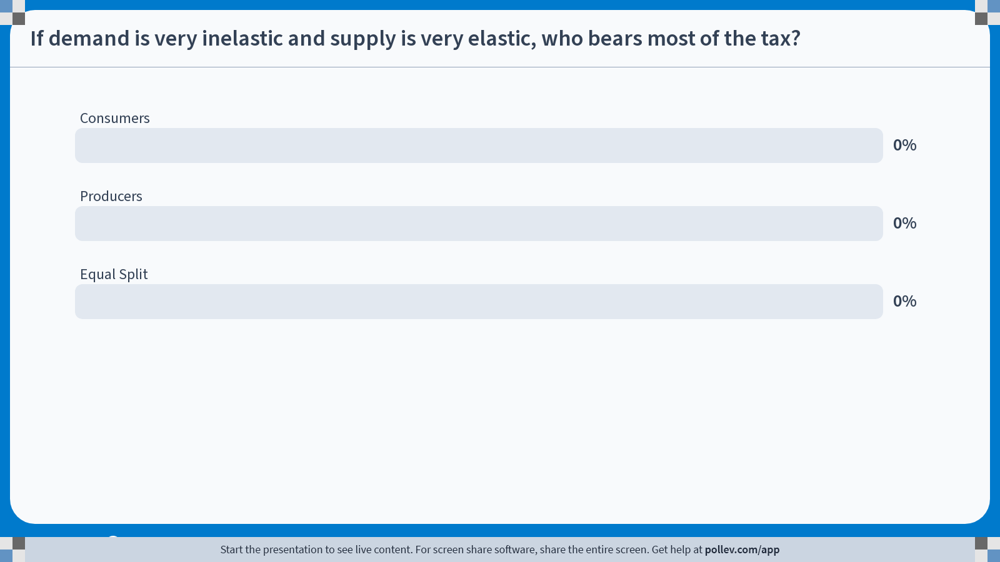 If demand is very inelastic and supply is very elastic, who bears most of the tax?
Consumers
0%
Producers
0%
Equal Split
0%
Start the presentation to see live content. For screen share software, share the entire screen. Get help at pollev.com/app